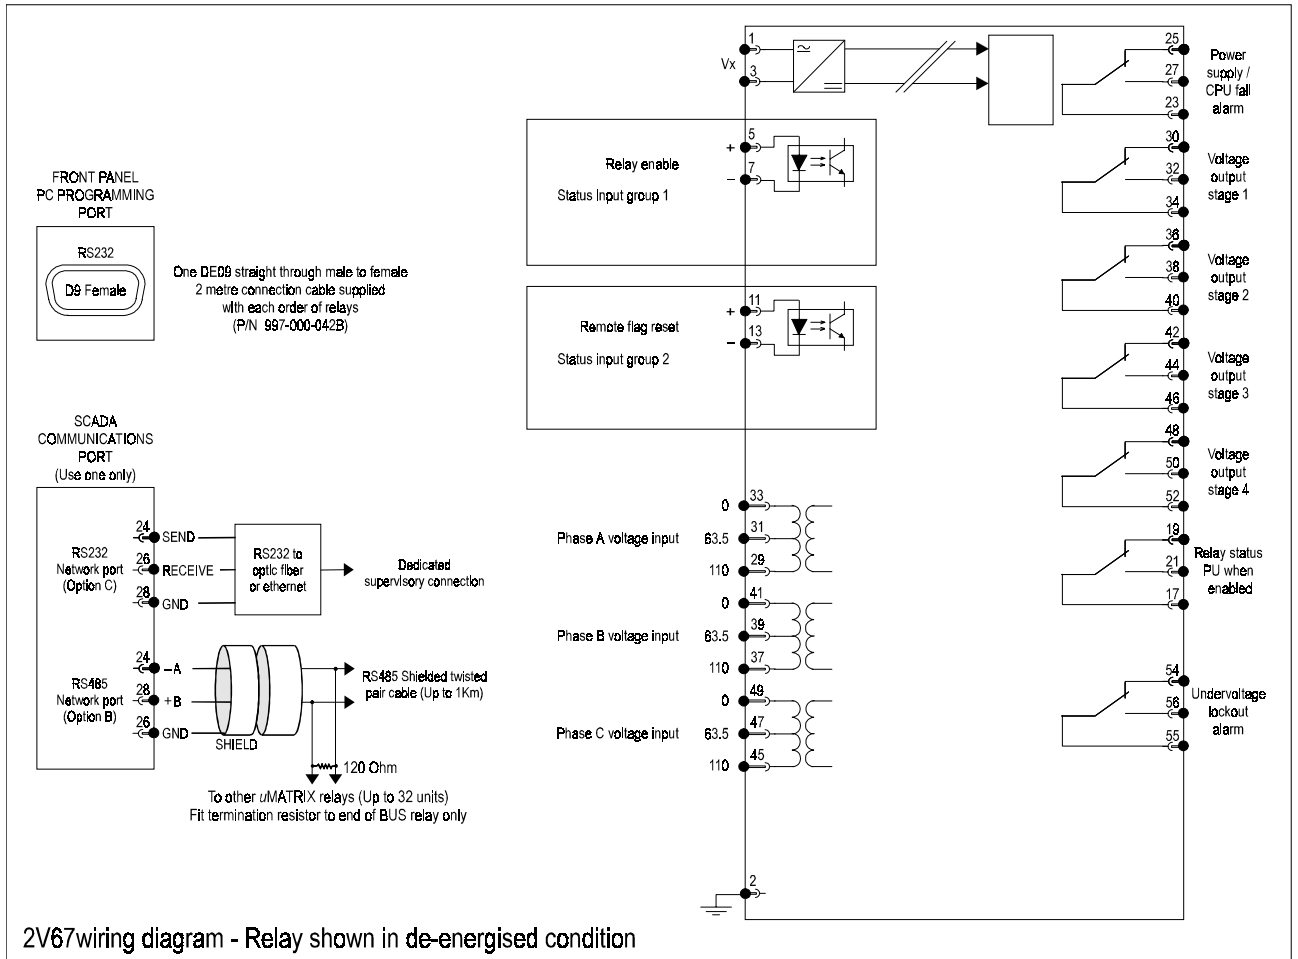 FRONT PANEL
PC PROGRAMMING
PORT
RS232
D9 Female
One DE09 straight through male to female
2 metre connection cable supplied
with each order of relays
(P/N 997-000-042B)
SCADA
COMMUNICATIONS
PORT
(Use one only)
RS232
Network port
(Option C)
24
SEND
26
RECEIVE
28
GND
RS232 to
optic fiber
or ethernet
Dedicated
supervisory connection
RS485
Network port
(Option B)
24
–A
28
+B
26
GND
SHIELD
RS485 Shielded twisted
pair cable (Up to 1Km)
120 Ohm
To other uMATRIX relays (Up to 32 units)
Fit termination resistor to end of BUS relay only
Vx
1
3
Relay enable
Status input group 1
+
5
–
7
Remote flag reset
Status input group 2
+
11
–
13
Phase A voltage input
0
33
63.5
31
110
29
Phase B voltage input
0
41
63.5
39
110
37
Phase C voltage input
0
49
63.5
47
110
45
2
25
27
23
Power
supply /
CPU fail
alarm
30
32
34
Voltage
output
stage 1
36
38
40
Voltage
output
stage 2
42
44
46
Voltage
output
stage 3
48
50
52
Voltage
output
stage 4
19
21
17
Relay status
PU when
enabled
54
56
55
Undervoltage
lockout
alarm
2V67wiring diagram - Relay shown in de-energised condition